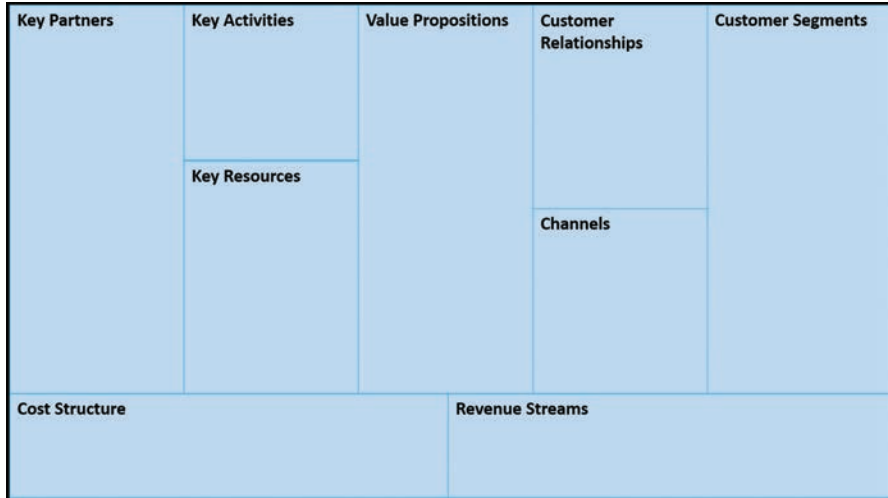 Key Partners
Key Activities
Key Resources
Value Propositions
Customer
Relationships
Channels
Customer Segments
Cost Structure
Revenue Streams